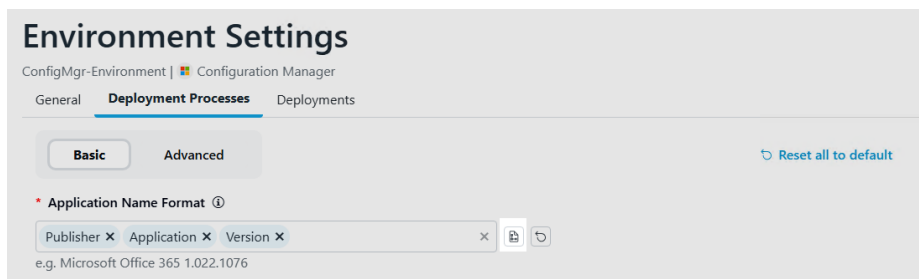 Environment Settings
ConfigMgr-Environment | Configuration Manager
General Deployment Processes Deployments
Basic Advanced Reset all to default
* Application Name Format
Publisher × Application × Version ×
e.g. Microsoft Office 365 1.022.1076